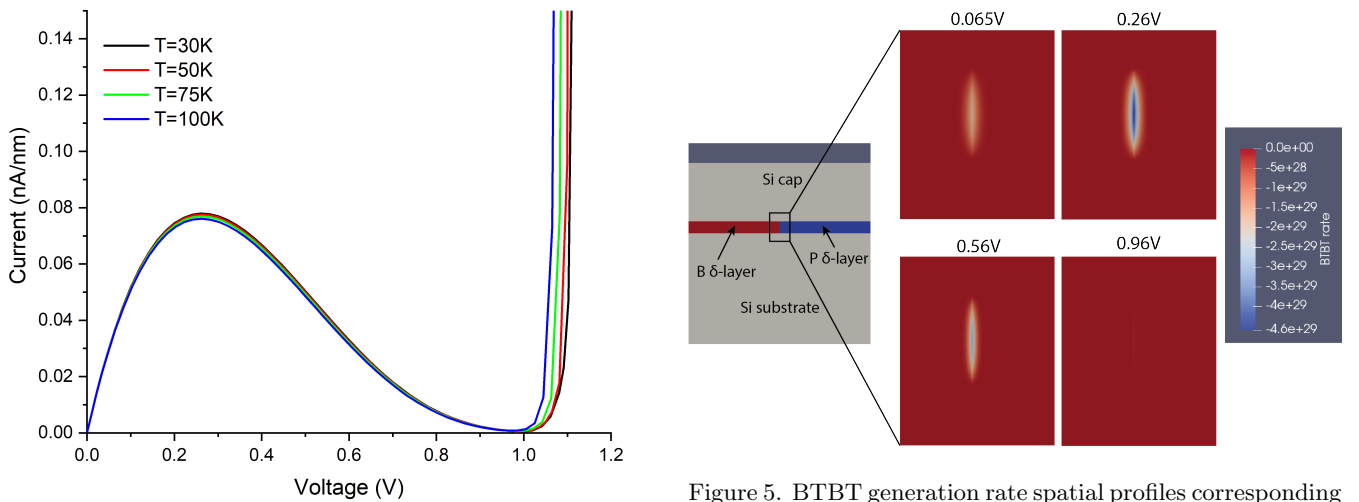 0.14
0.12
0.10
0.08
0.06
0.04
0.02
0.00
Current (nA/nm)
T=30K
T=50K
T=75K
T=100K
0.0 0.2 0.4 0.6 0.8 1.0 1.2
Voltage (V)
0.065V 0.26V
Si cap
B δ-layer
P δ-layer
Si substrate
0.56V 0.96V
0.0e+00
-5e+28
-1e+29
-1.5e+29
-2e+29
-2.5e+29
-3e+29
-3.5e+29
-4e+29
-4.6e+29
BTBT rate
Figure 5. BTBT generation rate spatial profiles corresponding